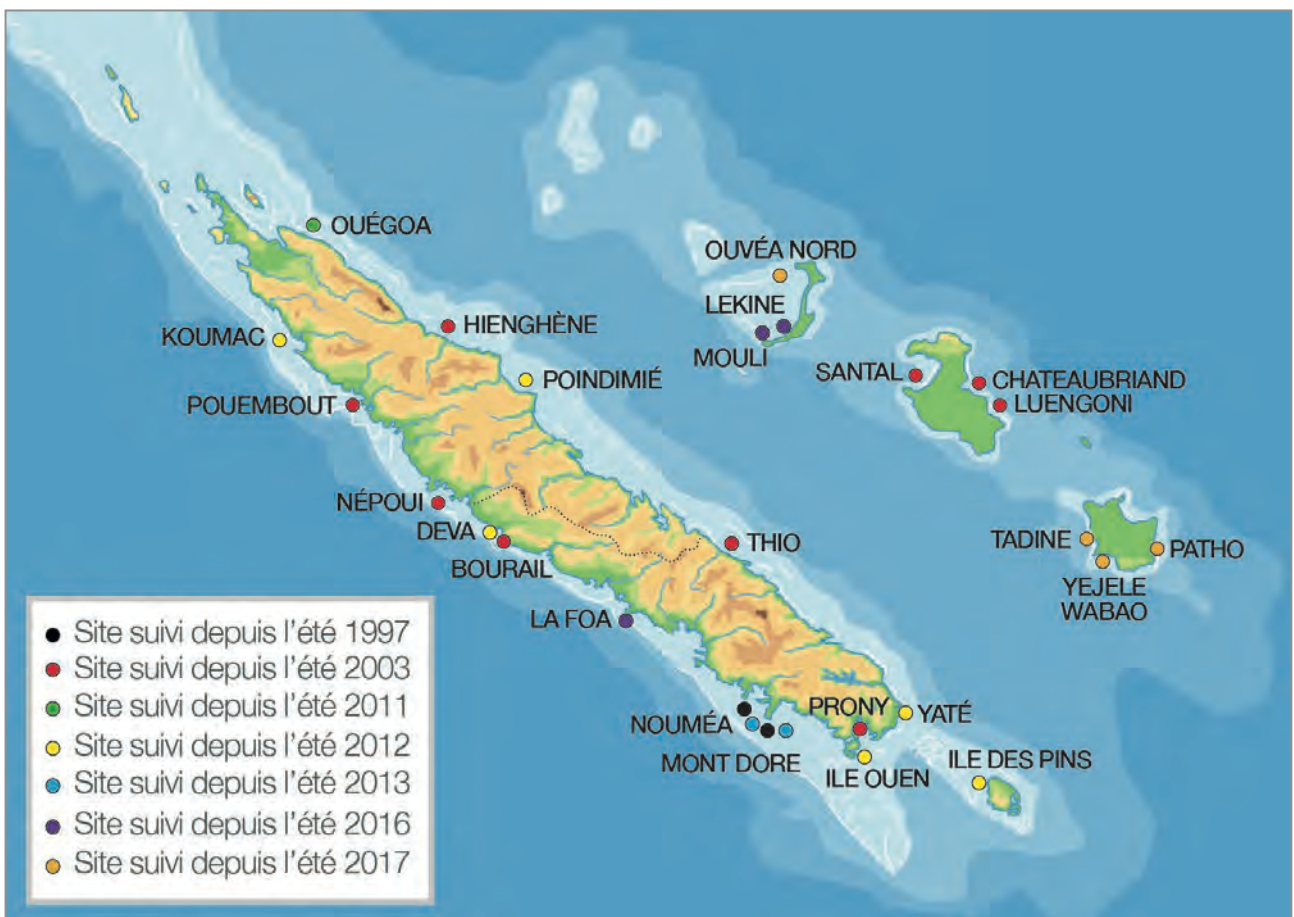 OUÉGOA
OUVÉA NORD
LEKINE
MOULI
HIENGHÈNE
KOUMAC
POINDIMIÉ
SANTAL
CHATEAUBRIAND
LUENGONI
POUEMBOUT
NÉPOUI
DEVA
BOURAIL
THIO
TADINE
PATHO
YEJELE
WABAO
LA FOA
PRONY
YATÉ
NOUMÉA
MONT DORE
ILE OUEN
ILE DES PINS
Site suivi depuis l'été 1997
Site suivi depuis l'été 2003
Site suivi depuis l'été 2011
Site suivi depuis l'été 2012
Site suivi depuis l'été 2013
Site suivi depuis l'été 2016
Site suivi depuis l'été 2017